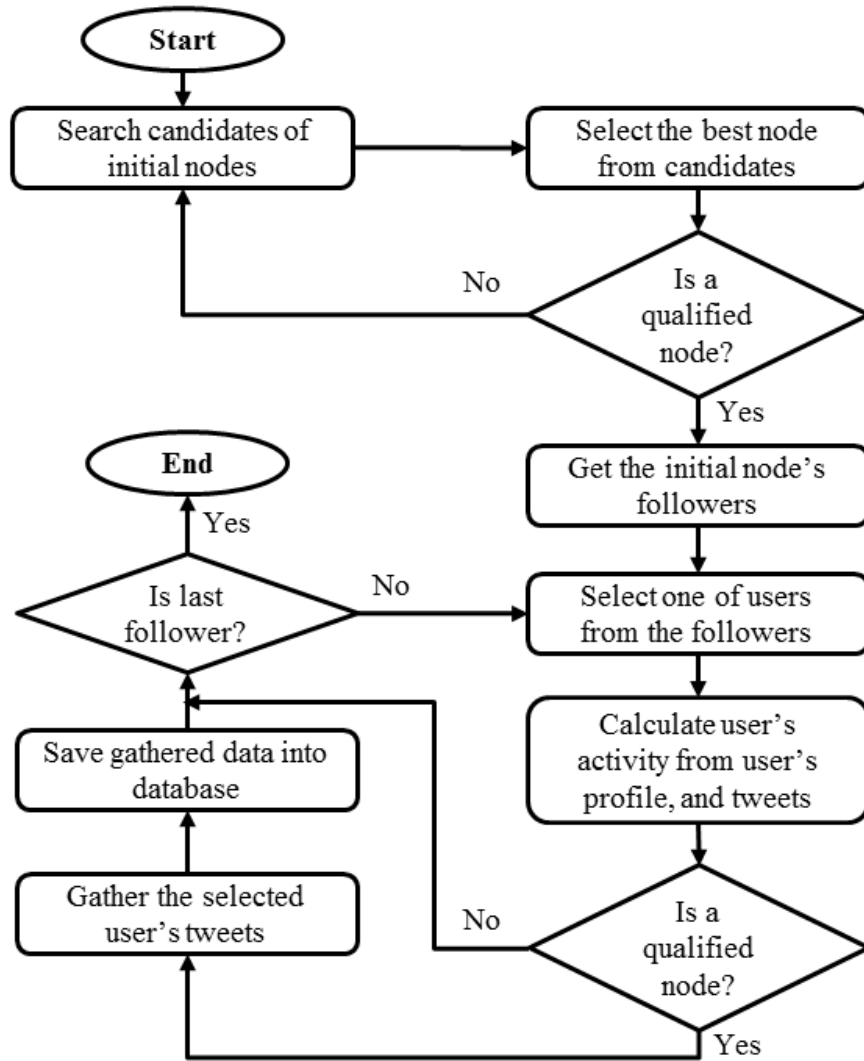 Start
Search candidates of
initial nodes
Select the best node
from candidates
Is a
qualified
node?
No
Yes
Get the initial node's
followers
Select one of users
from the followers
Calculate user's
activity from user's
profile, and tweets
Is a
qualified
node?
No
Yes
Gather the selected
user's tweets
Save gathered data into
database
Is last
follower?
No
Yes
End